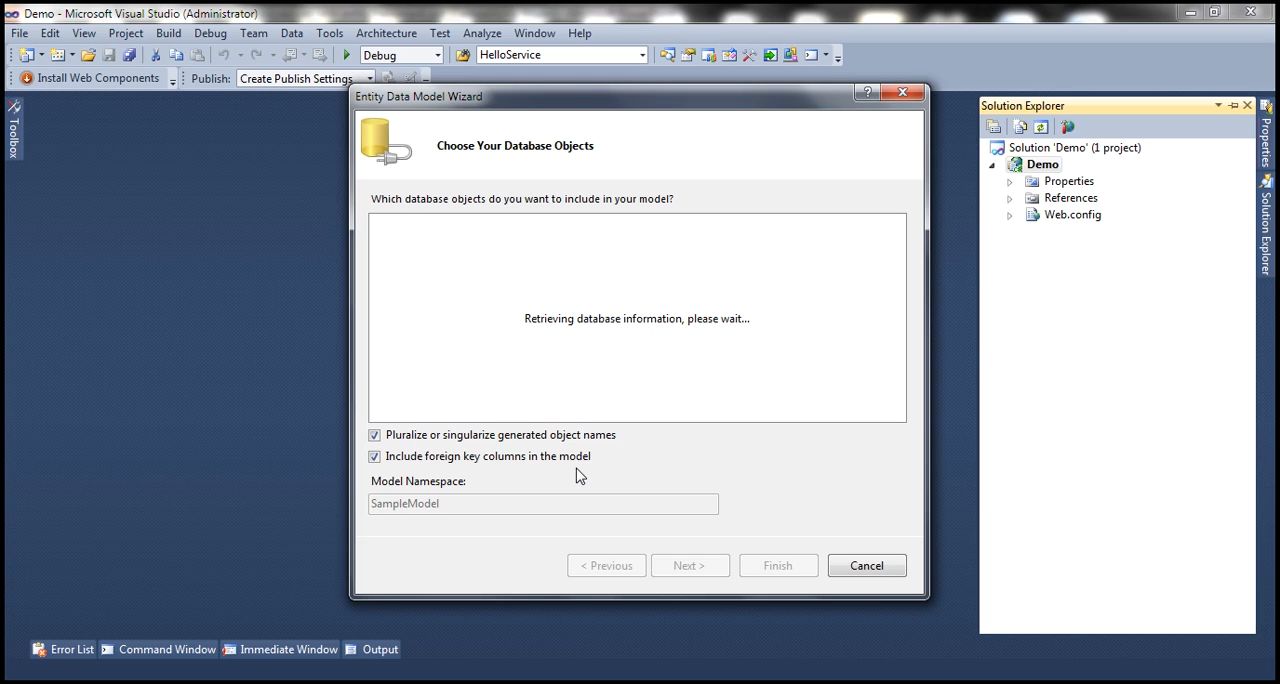 Demo - Microsoft Visual Studio (Administrator)
File Edit View Project Build Debug Team Data Tools Architecture Test Analyze Window Help
Debug HelloService
Install Web Components Publish: Create Publish Settings
Entity Data Model Wizard
Toolbox
Choose Your Database Objects
Which database objects do you want to include in your model?
Retrieving database information, please wait...
Pluralize or singularize generated object names
Include foreign key columns in the model
Model Namespace:
SampleModel
< Previous Next > Finish Cancel
Solution Explorer
Solution 'Demo' (1 project)
Demo
Properties
References
Web.config
Properties
Solution Explorer
Error List Command Window Immediate Window Output